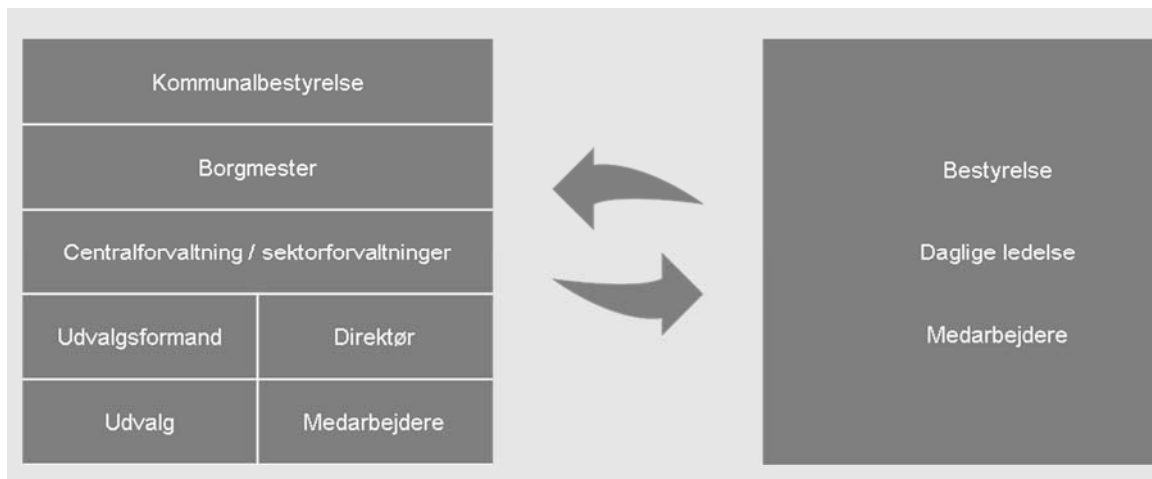 Kommunalbestyrelse
Borgmester
Centralforvaltning / sektorforvaltninger
Udvalgsformand
Direktør
Udvalg
Medarbejdere
Bestyrelse
Daglige ledelse
Medarbejdere